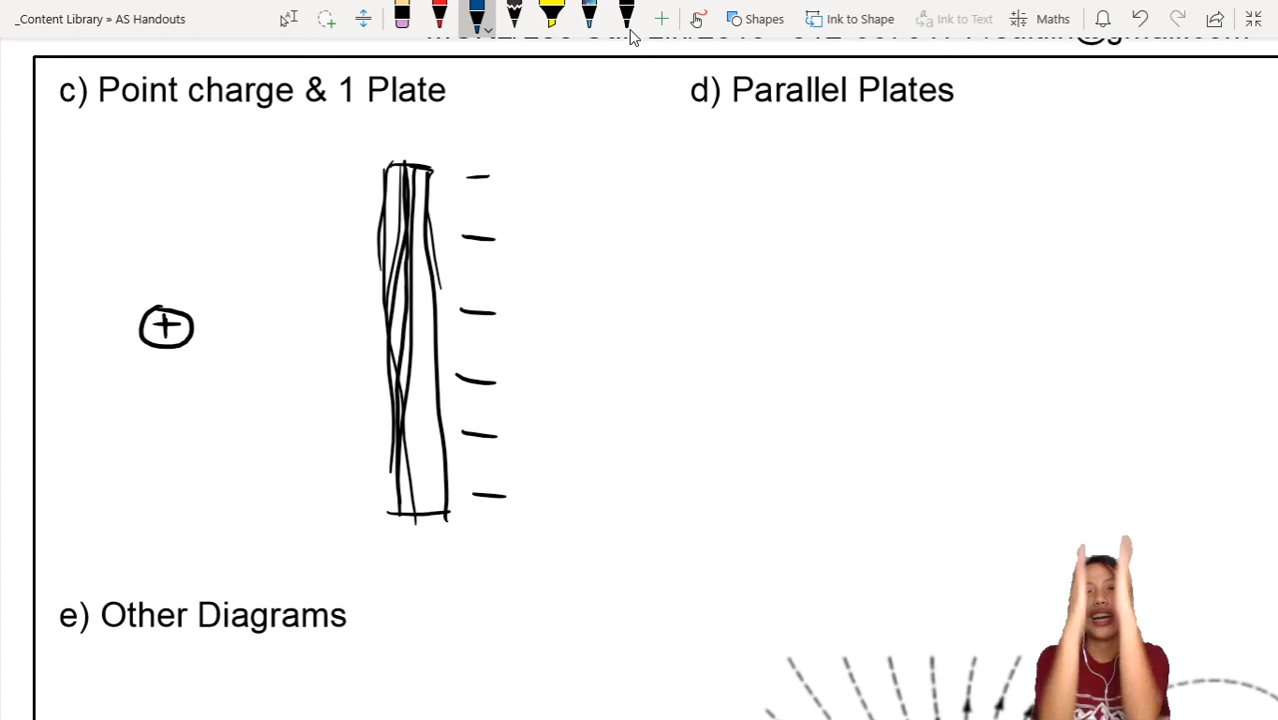 _Content Library » AS Handouts
Shapes
Ink to Shape
Ink to Text
Maths
c) Point charge & 1 Plate
d) Parallel Plates
+
e) Other Diagrams